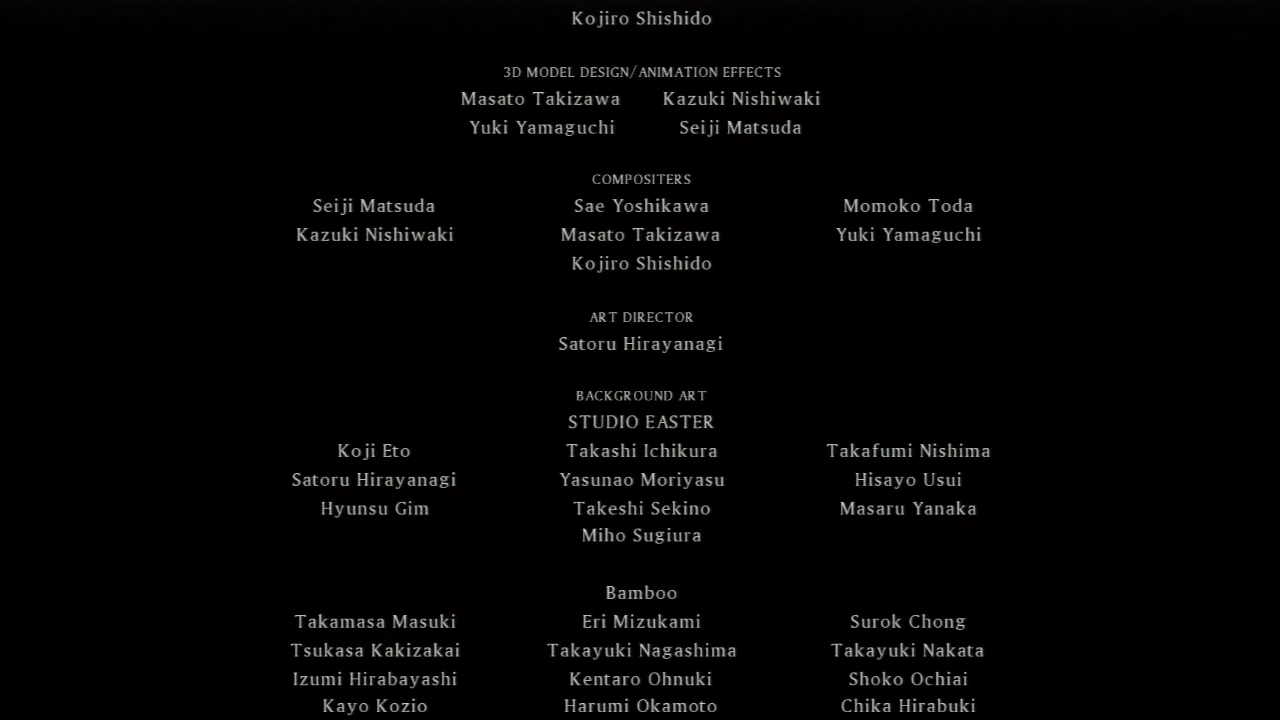 Kojiro Shishido
3D MODEL DESIGN/ANIMATION EFFECTS
Masato Takizawa Kazuki Nishiwaki
Yuki Yamaguchi Seiji Matsuda
COMPOSITERS
Seiji Matsuda Sae Yoshikawa Momoko Toda
Kazuki Nishiwaki Masato Takizawa Yuki Yamaguchi
Kojiro Shishido
ART DIRECTOR
Satoru Hirayanagi
BACKGROUND ART
STUDIO EASTER
Koji Eto Takashi Ichikura Takafumi Nishima
Satoru Hirayanagi Yasunao Moriyasu Hisayo Usui
Hyunsu Gim Takeshi Sekino Masaru Yanaka
Miho Sugiura
Bamboo
Takamasa Masuki Eri Mizukami Surok Chong
Tsukasa Kakizakai Takayuki Nagashima Takayuki Nakata
Izumi Hirabayashi Kentaro Ohnuki Shoko Ochiai
Kayo Kozio Harumi Okamoto Chika Hirabuki